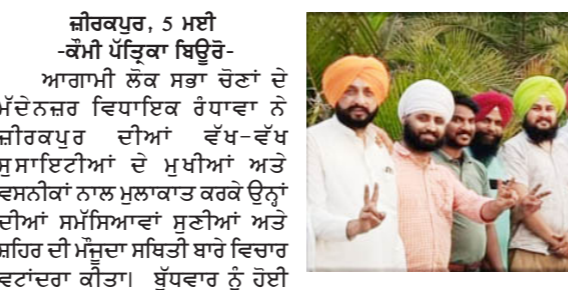 ਜ਼ੀਰਕਪੁਰ, 5 ਮਈ
-ਕੌਮੀ ਪੱਤ੍ਰਿਕਾ ਬਿਊਰੋ-
ਆਗਾਮੀ ਲੋਕ ਸਭਾ ਚੋਣਾਂ ਦੇ
ਮੱਦੇਨਜ਼ਰ ਵਿਧਾਇਕ ਰੰਧਾਵਾ ਨੇ
ਜ਼ੀਰਕਪੁਰ ਦੀਆਂ ਵੱਖ-ਵੱਖ
ਸੁਸਾਇਟੀਆਂ ਦੇ ਮੁਖੀਆਂ ਅਤੇ
ਵਸਨੀਕਾਂ ਨਾਲ ਮੁਲਾਕਾਤ ਕਰਕੇ ਉਨ੍ਹਾਂ
ਦੀਆਂ ਸਮੱਸਿਆਵਾਂ ਸੁਣੀਆਂ ਅਤੇ
ਸ਼ਹਿਰ ਦੀ ਮੌਜੂਦਾ ਸਥਿਤੀ ਬਾਰੇ ਵਿਚਾਰ
ਵਟਾਂਦਰਾ ਕੀਤਾ। ਬੁੱਧਵਾਰ ਨੂੰ ਹੋਈ